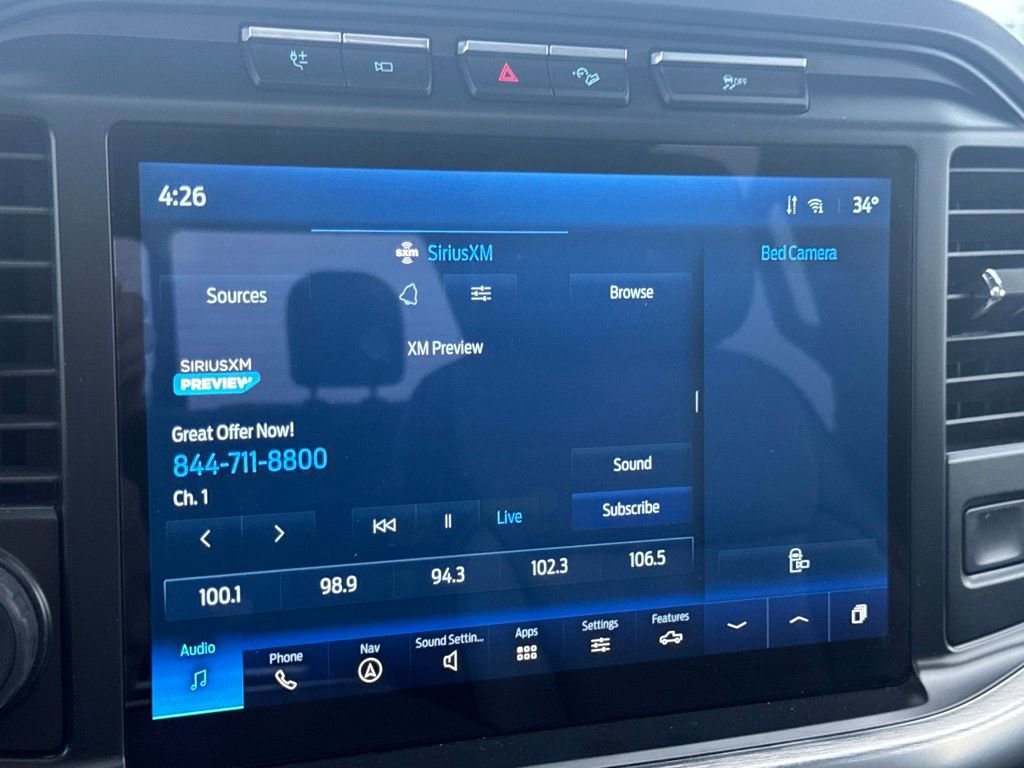 OFF
4:26
34°
sxm SiriusXM
Bed Camera
Sources
Browse
XM Preview
SIRIUSXM
PREVIEW
Great Offer Now!
844-711-8800
Ch. 1
Sound
Live
Subscribe
100.1 98.9 94.3 102.3 106.5
Audio Phone Nav Sound Settin... Apps Settings Features